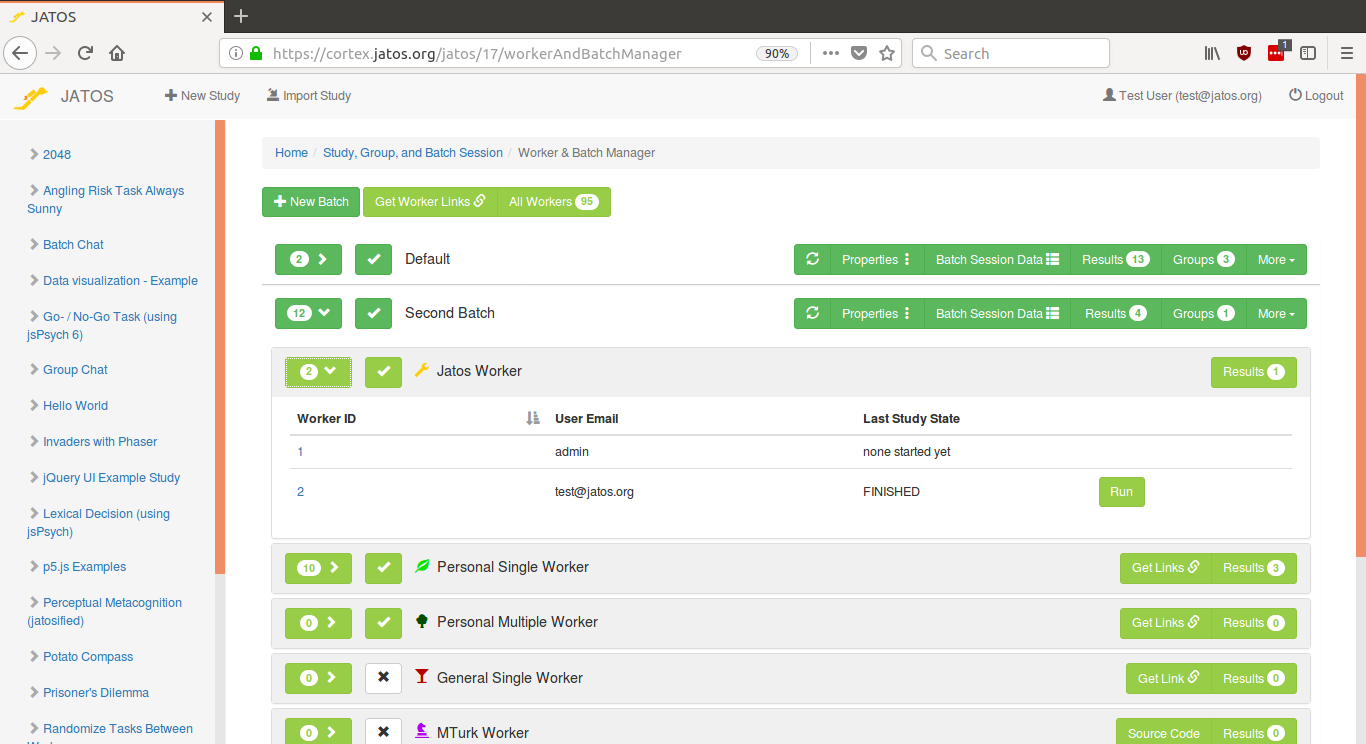 JATOS
https://cortex.jatos.org/jatos/17/workerAndBatchManager
90%
Search
1
JATOS
New Study
Import Study
Test User (test@jatos.org)
Logout
2048
Angling Risk Task Always
Sunny
Batch Chat
Data visualization - Example
Go- / No-Go Task (using
jsPsych 6)
Group Chat
Hello World
Invaders with Phaser
jQuery UI Example Study
Lexical Decision (using
jsPsych)
p5.js Examples
Perceptual Metacognition
(jatosified)
Potato Compass
Prisoner's Dilemma
Randomize Tasks Between
Home / Study, Group, and Batch Session / Worker & Batch Manager
New Batch
Get Worker Links
All Workers 95
2 Default Properties Batch Session Data Results 13 Groups 3 More
12 Second Batch Properties Batch Session Data Results 4 Groups 1 More
2 Jatos Worker Results 1
Worker ID User Email Last Study State
1 admin none started yet
2 test@jatos.org FINISHED Run
10 Personal Single Worker Get Links Results 3
0 Personal Multiple Worker Get Links Results 0
0 General Single Worker Get Link Results 0
0 MTurk Worker Source Code Results 0